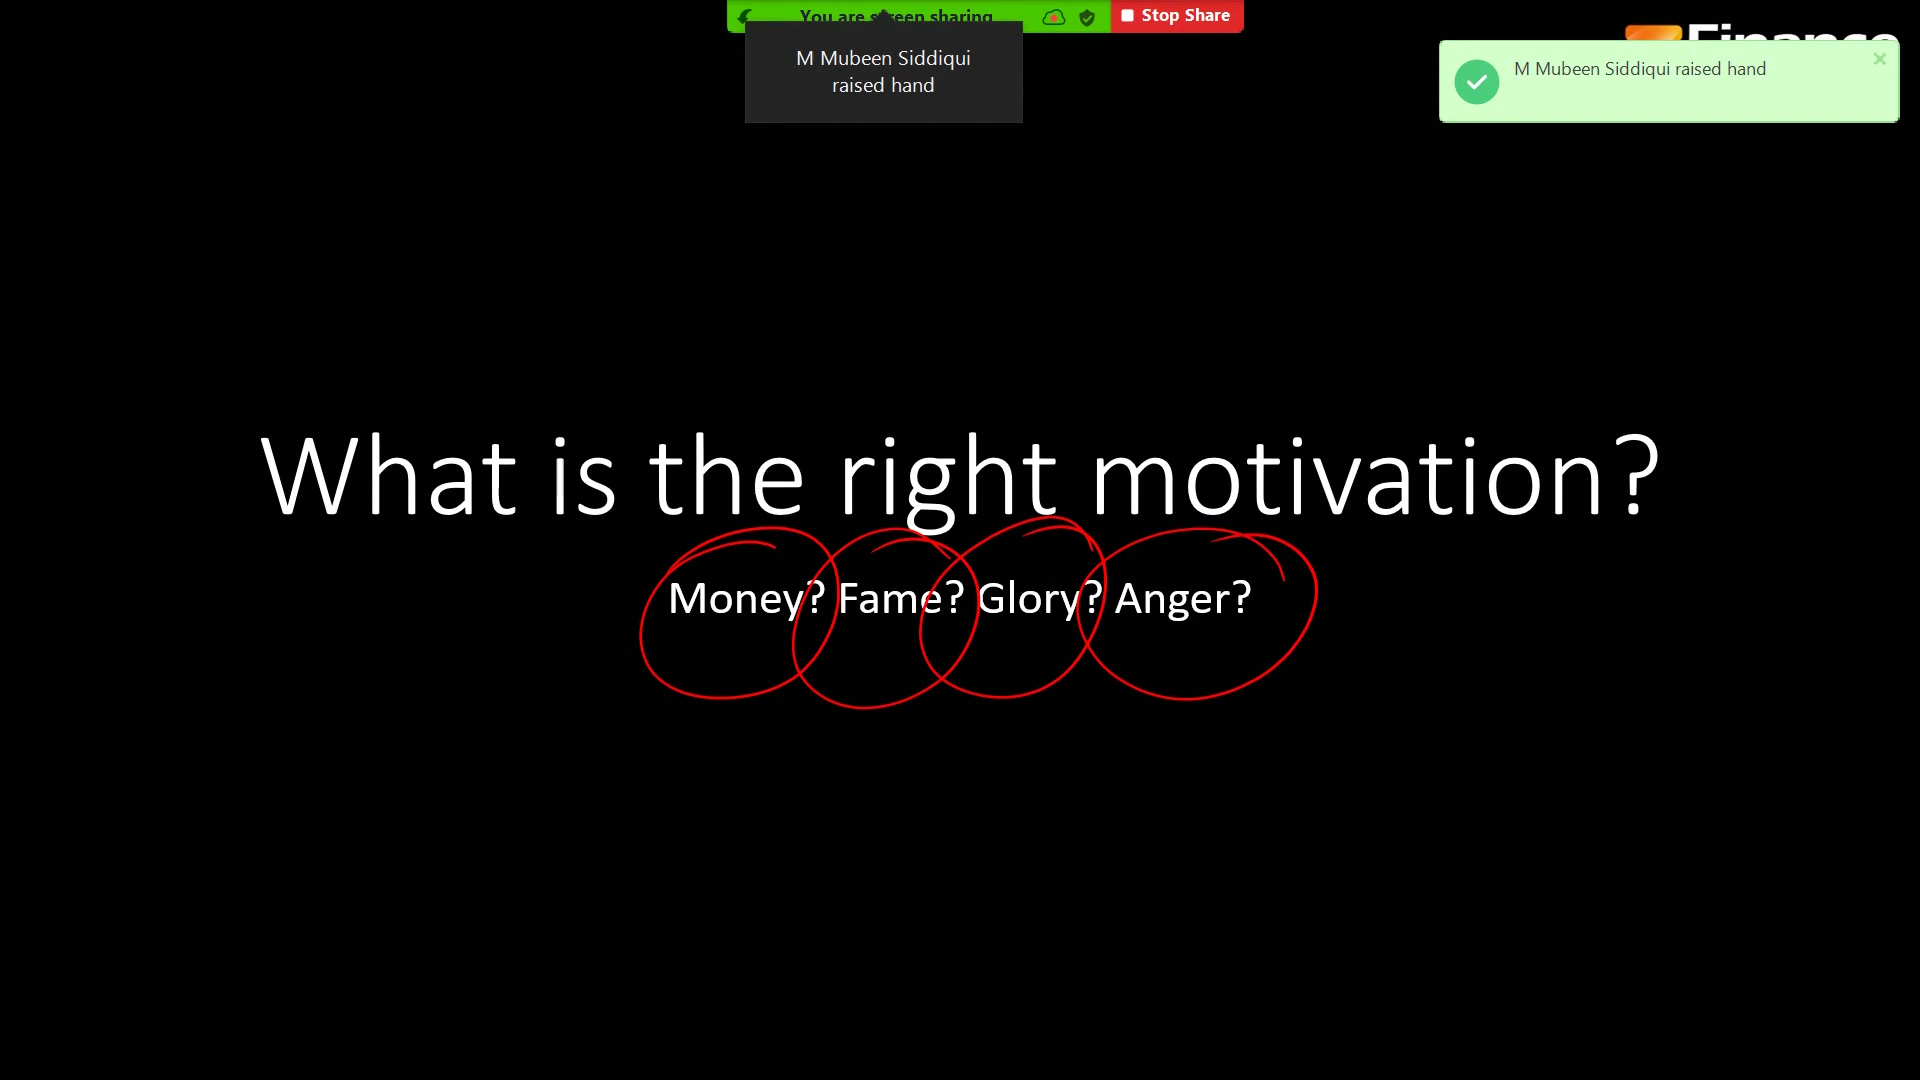 You are screen sharing
Stop Share
M Mubeen Siddiqui
raised hand
Finance
M Mubeen Siddiqui raised hand
What is the right motivation?
Money? Fame? Glory? Anger?